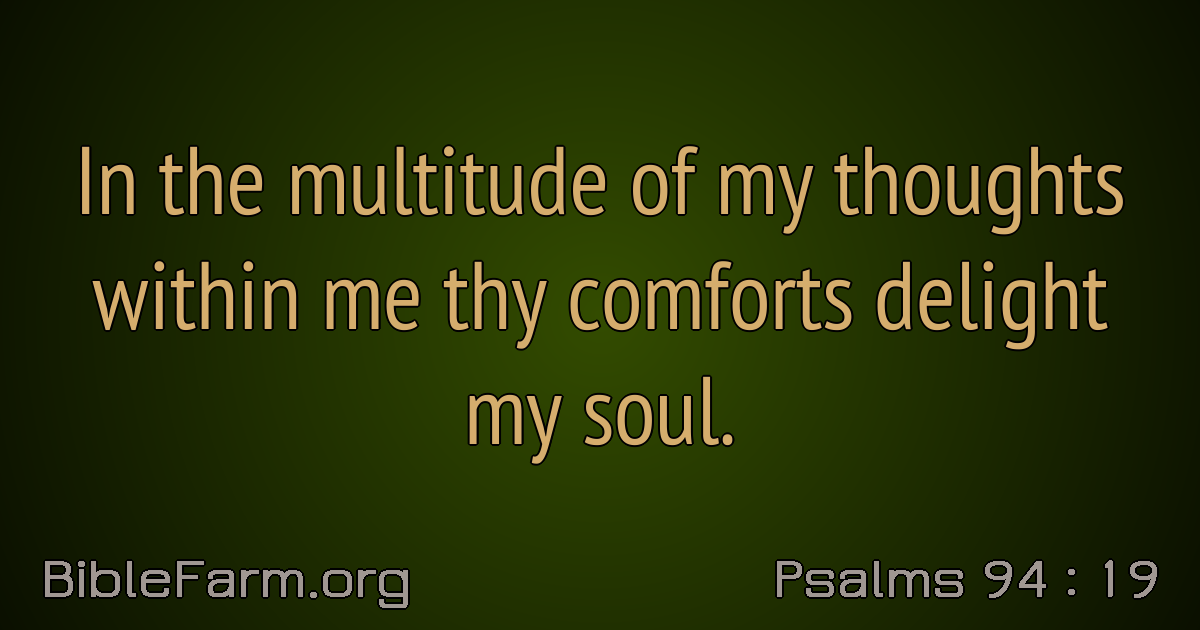 In the multitude of my thoughts
within me thy comforts delight
my soul.
BibleFarm.org
Psalms 94 : 19